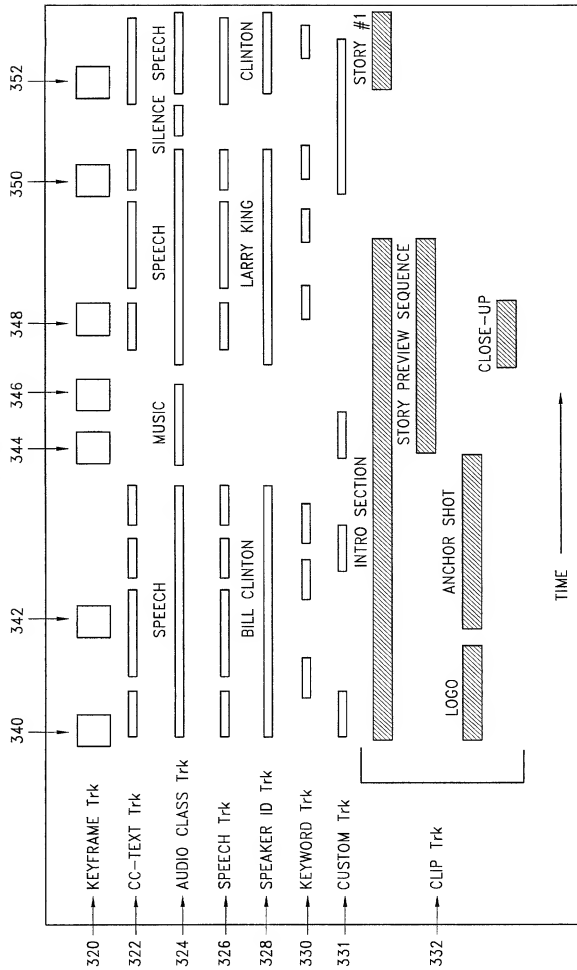 340 342 344 346 348 350 352
320 KEYFRAME Trk
322 CC-TEXT Trk
SPEECH MUSIC SPEECH SILENCE SPEECH
324 AUDIO CLASS Trk
326 SPEECH Trk
BILL CLINTON LARRY KING CLINTON
328 SPEAKER ID Trk
330 KEYWORD Trk
331 CUSTOM Trk
INTRO SECTION STORY #1
STORY PREVIEW SEQUENCE
332 CLIP Trk
LOGO ANCHOR SHOT CLOSE-UP
TIME